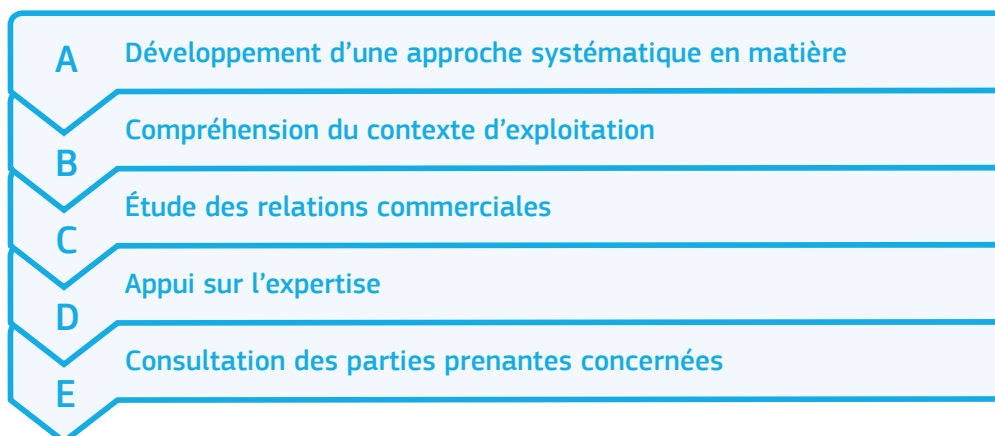 A Développement d’une approche systématique en matière
B Compréhension du contexte d’exploitation
C Étude des relations commerciales
D Appui sur l’expertise
E Consultation des parties prenantes concernées